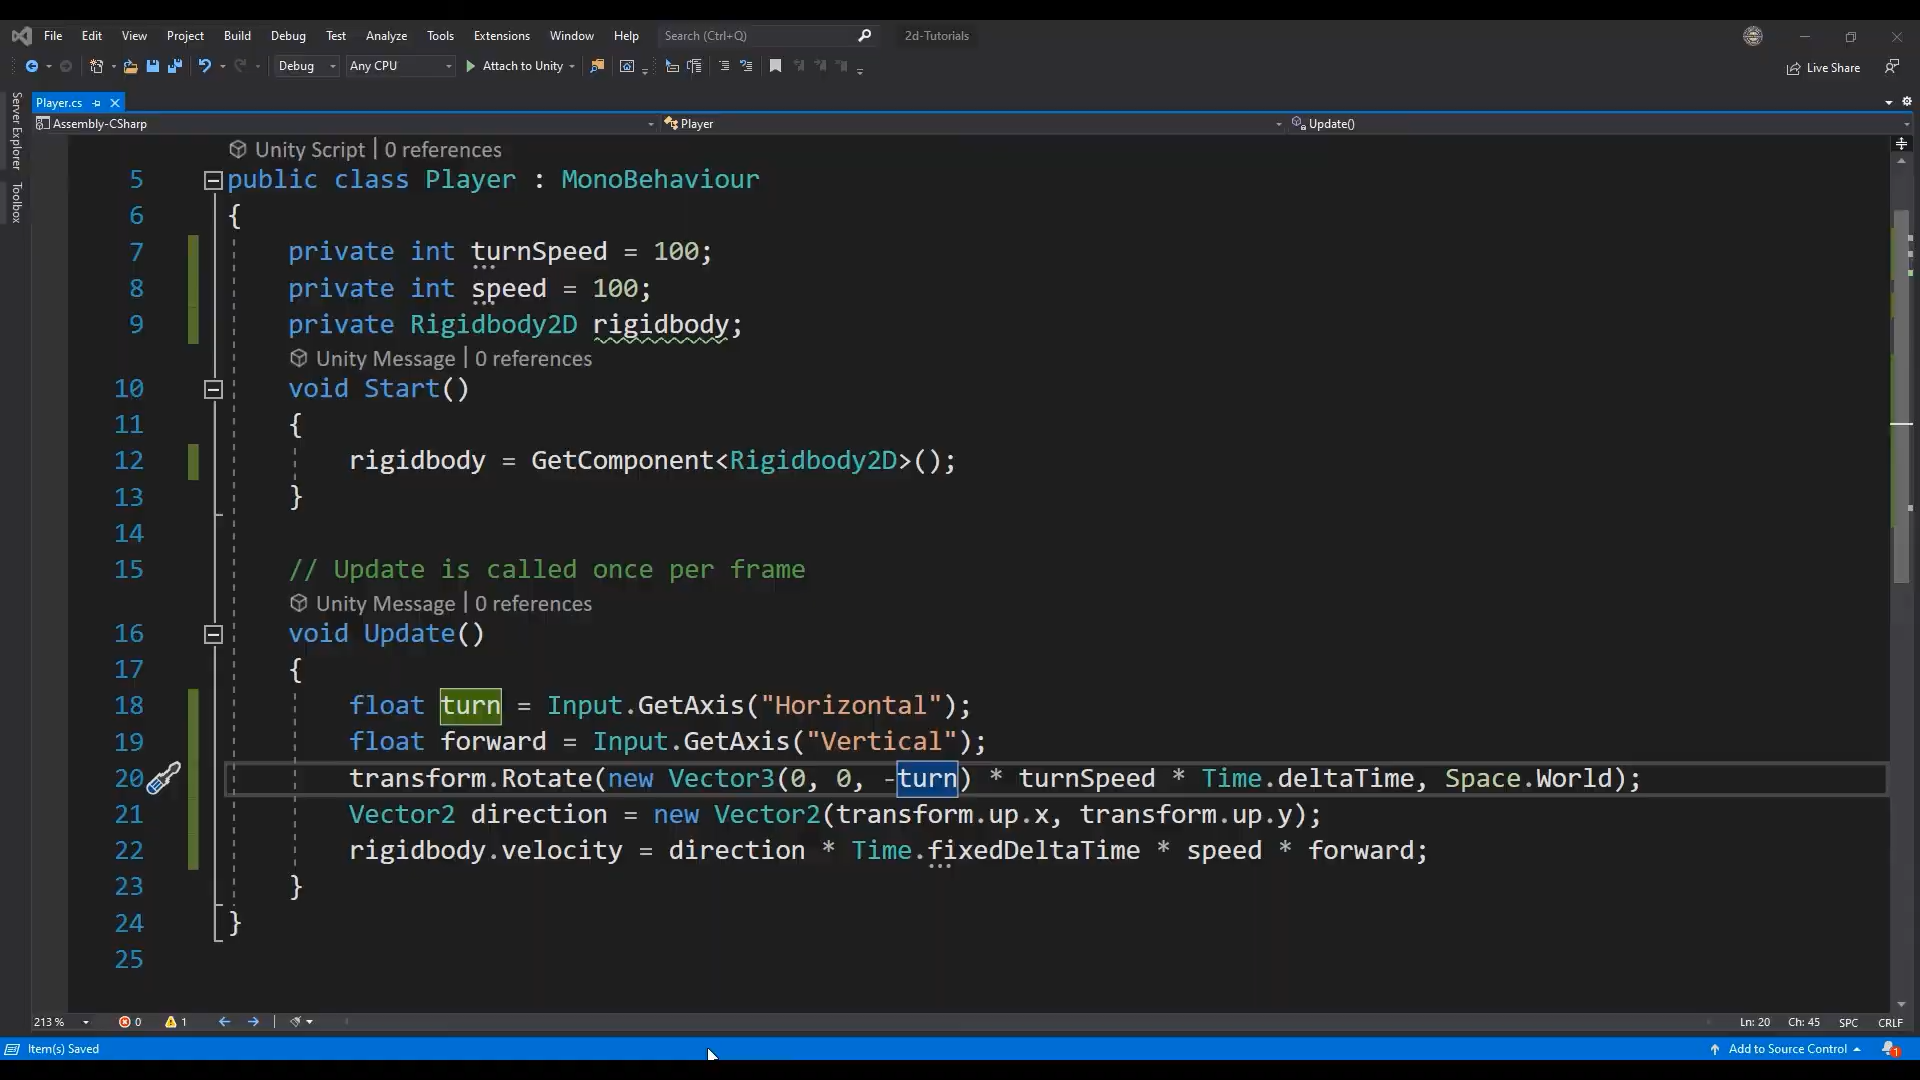 File Edit View Project Build Debug Test Analyze Tools Extensions Window Help Search (Ctrl+Q) 2d-Tutorials
Debug Any CPU Attach to Unity Live Share
Server Explorer
Toolbox
Player.cs
Assembly-CSharp Player Update()
Unity Script | 0 references
5 public class Player : MonoBehaviour
6 {
7 private int turnSpeed = 100;
8 private int speed = 100;
9 private Rigidbody2D rigidbody;
Unity Message | 0 references
10 void Start()
11 {
12 rigidbody = GetComponent<Rigidbody2D>();
13 }
14
15 // Update is called once per frame
Unity Message | 0 references
16 void Update()
17 {
18 float turn = Input.GetAxis("Horizontal");
19 float forward = Input.GetAxis("Vertical");
20 transform.Rotate(new Vector3(0, 0, -turn) * turnSpeed * Time.deltaTime, Space.World);
21 Vector2 direction = new Vector2(transform.up.x, transform.up.y);
22 rigidbody.velocity = direction * Time.fixedDeltaTime * speed * forward;
23 }
24 }
25
213 % 0 1 Ln: 20 Ch: 45 SPC CRLF
Item(s) Saved Add to Source Control 1